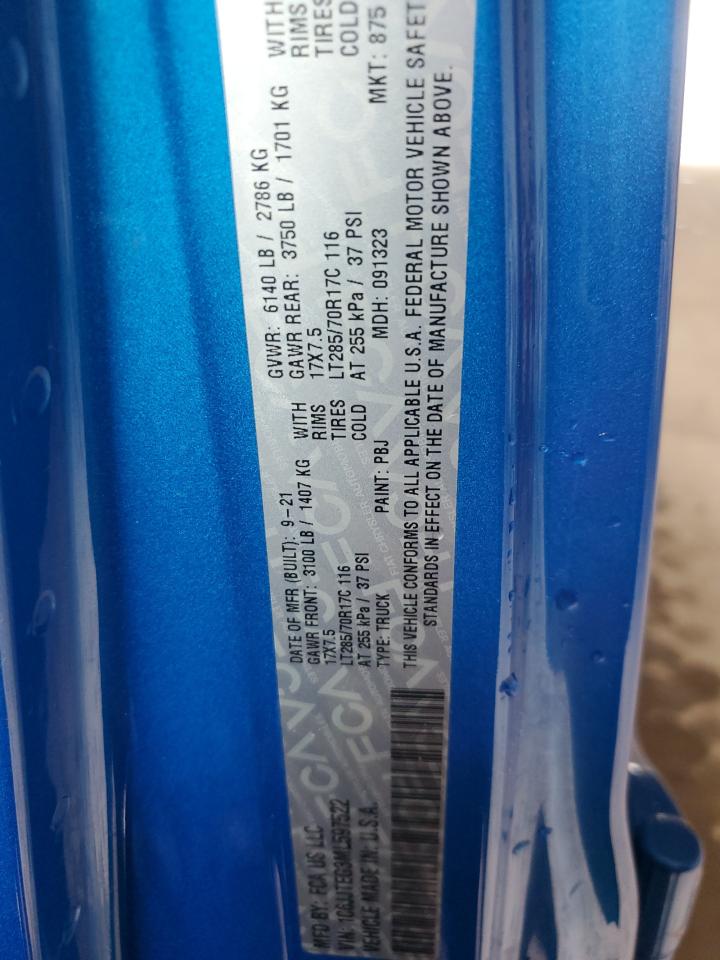 MFD BY: FCA US LLC
DATE OF MFR (BUILT): 9-21
GVWR: 6140 LB / 2786 KG
GAWR FRONT: 3100 LB / 1407 KG
WITH
17X7.5
RIMS
LT285/70R17C 116
TIRES
AT 255 kPa / 37 PSI
COLD
GAWR REAR: 3750 LB / 1701 KG
WITH
17X7.5
RIMS
LT285/70R17C 116
TIRES
AT 255 kPa / 37 PSI
COLD
VIN: 1C6JJTEG3ML597522
TYPE: TRUCK
PAINT: PBJ
MDH: 091323
MKT: 875
VEHICLE MADE IN: U.S.A.
THIS VEHICLE CONFORMS TO ALL APPLICABLE U.S.A. FEDERAL MOTOR VEHICLE SAFET
STANDARDS IN EFFECT ON THE DATE OF MANUFACTURE SHOWN ABOVE.